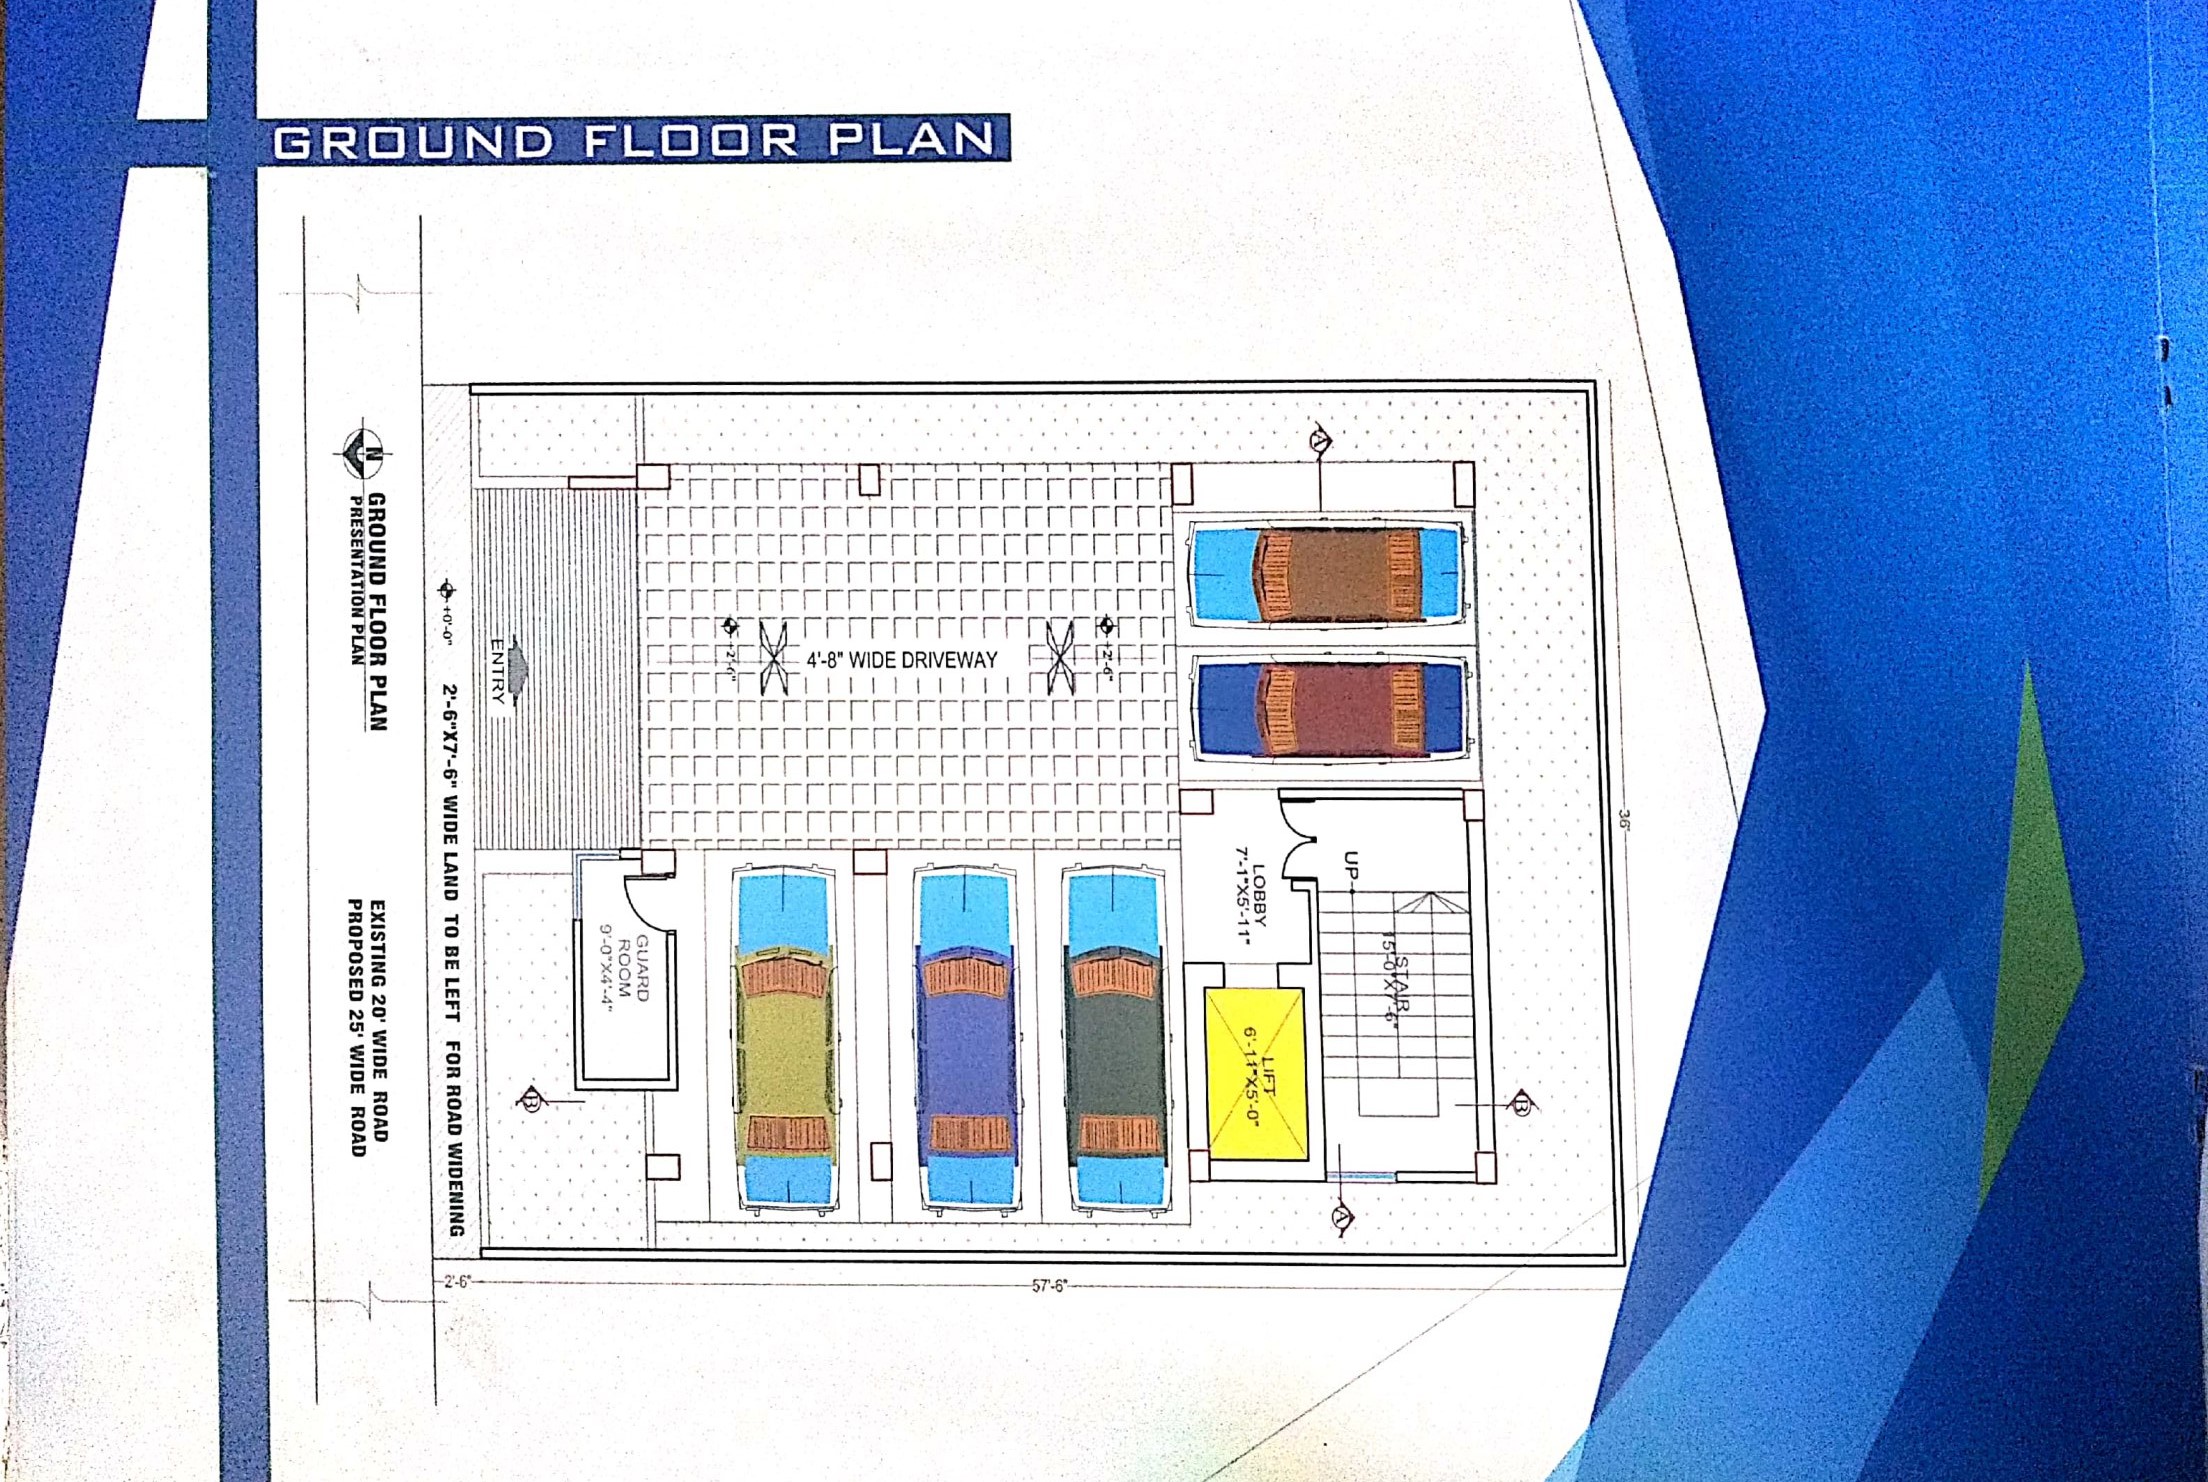 GROUND FLOOR PLAN
N
GROUND FLOOR PLAN
PRESENTATION PLAN
EXISTING 20' WIDE ROAD
PROPOSED 25' WIDE ROAD
+0'-0"
2'-6"X7'-6" WIDE LAND TO BE LEFT FOR ROAD WIDENING
ENTRY
+2'-6"
4'-8" WIDE DRIVEWAY
+2'-6"
GUARD
ROOM
9'-0"X4'-4"
LOBBY
7'-1"X5'-11"
LIFT
6'-11"X5'-0"
UP
STAIR
15'-0"X7'-6"
A
A
B
B
36'
2'-6"
57'-6"